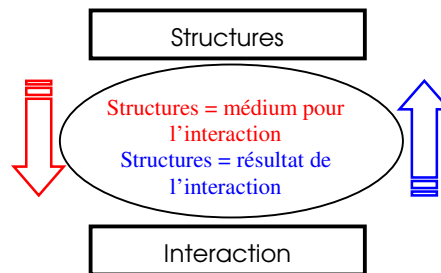 Structures
Structures = médium pour
l'interaction
Structures = résultat de
l'interaction
Interaction